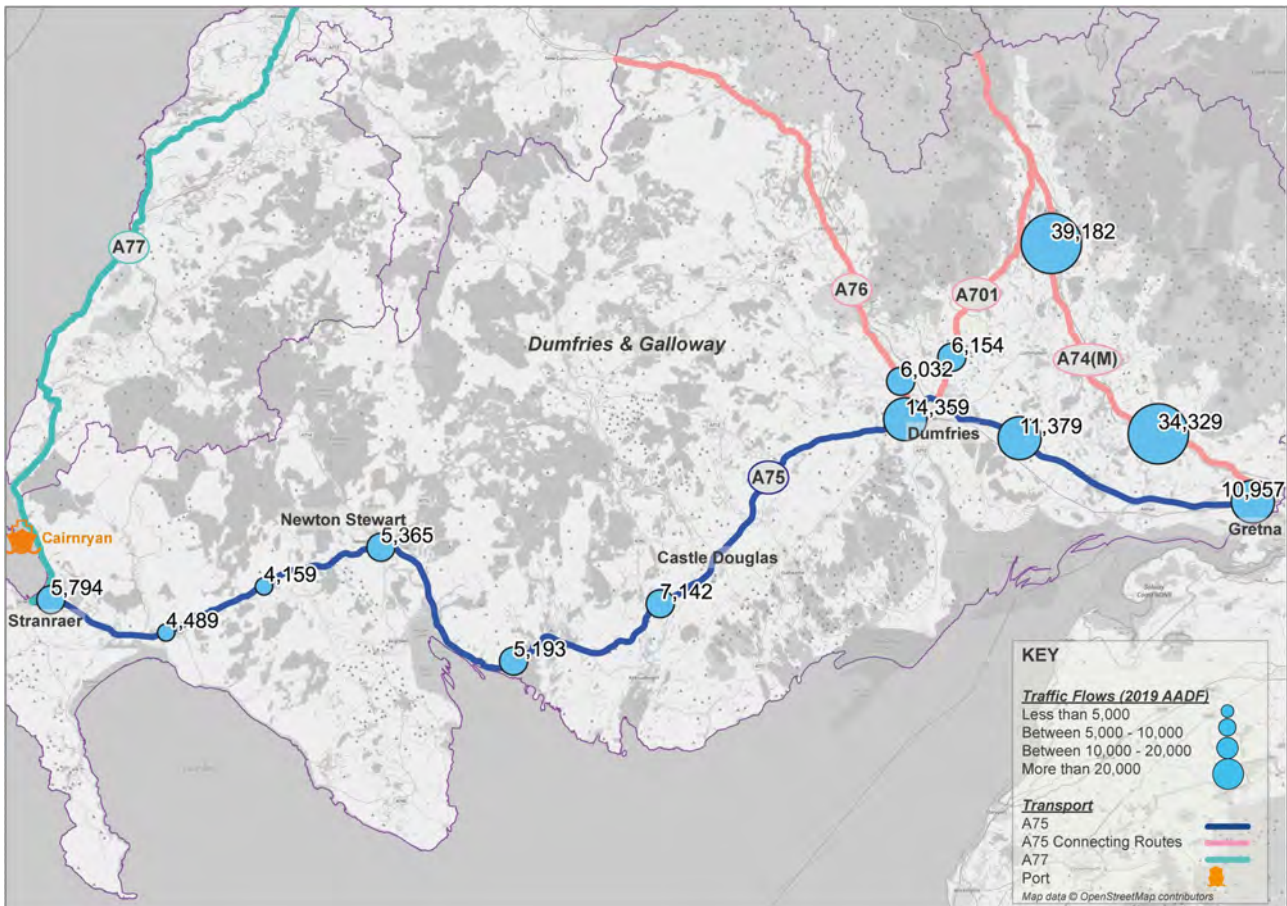 A77
A76
A701
39,182
A74(M)
Dumfries & Galloway
6,154
6,032
14,359
Dumfries
11,379
34,329
A75
10,957
Gretna
Newton Stewart
5,365
Cairnryan
Castle Douglas
4,159
5,794
7,142
Stranraer
4,489
5,193
KEY
Traffic Flows (2019 AADF)
Less than 5,000
Between 5,000 - 10,000
Between 10,000 - 20,000
More than 20,000
Transport
A75
A75 Connecting Routes
A77
Port
Map data © OpenStreetMap contributors